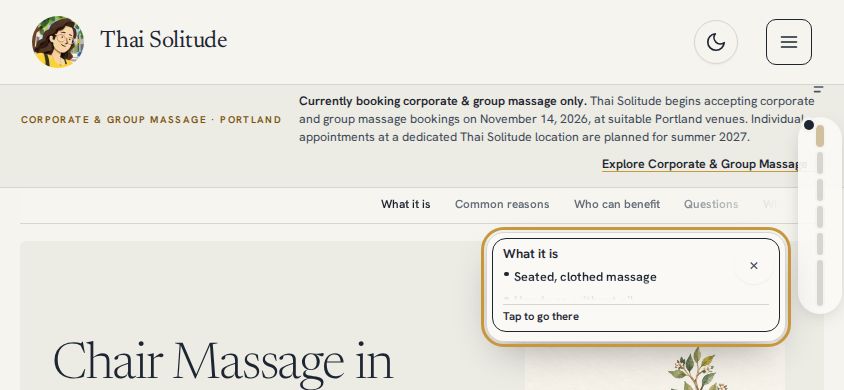 Thai Solitude
CORPORATE & GROUP MASSAGE · PORTLAND
Currently booking corporate & group massage only. Thai Solitude begins accepting corporate
and group massage bookings on November 14, 2026, at suitable Portland venues. Individual
appointments at a dedicated Thai Solitude location are planned for summer 2027.
Explore Corporate & Group Massage
What it is
Common reasons
Who can benefit
Questions
What it is
• Seated, clothed massage
Tap to go there
Chair Massage in